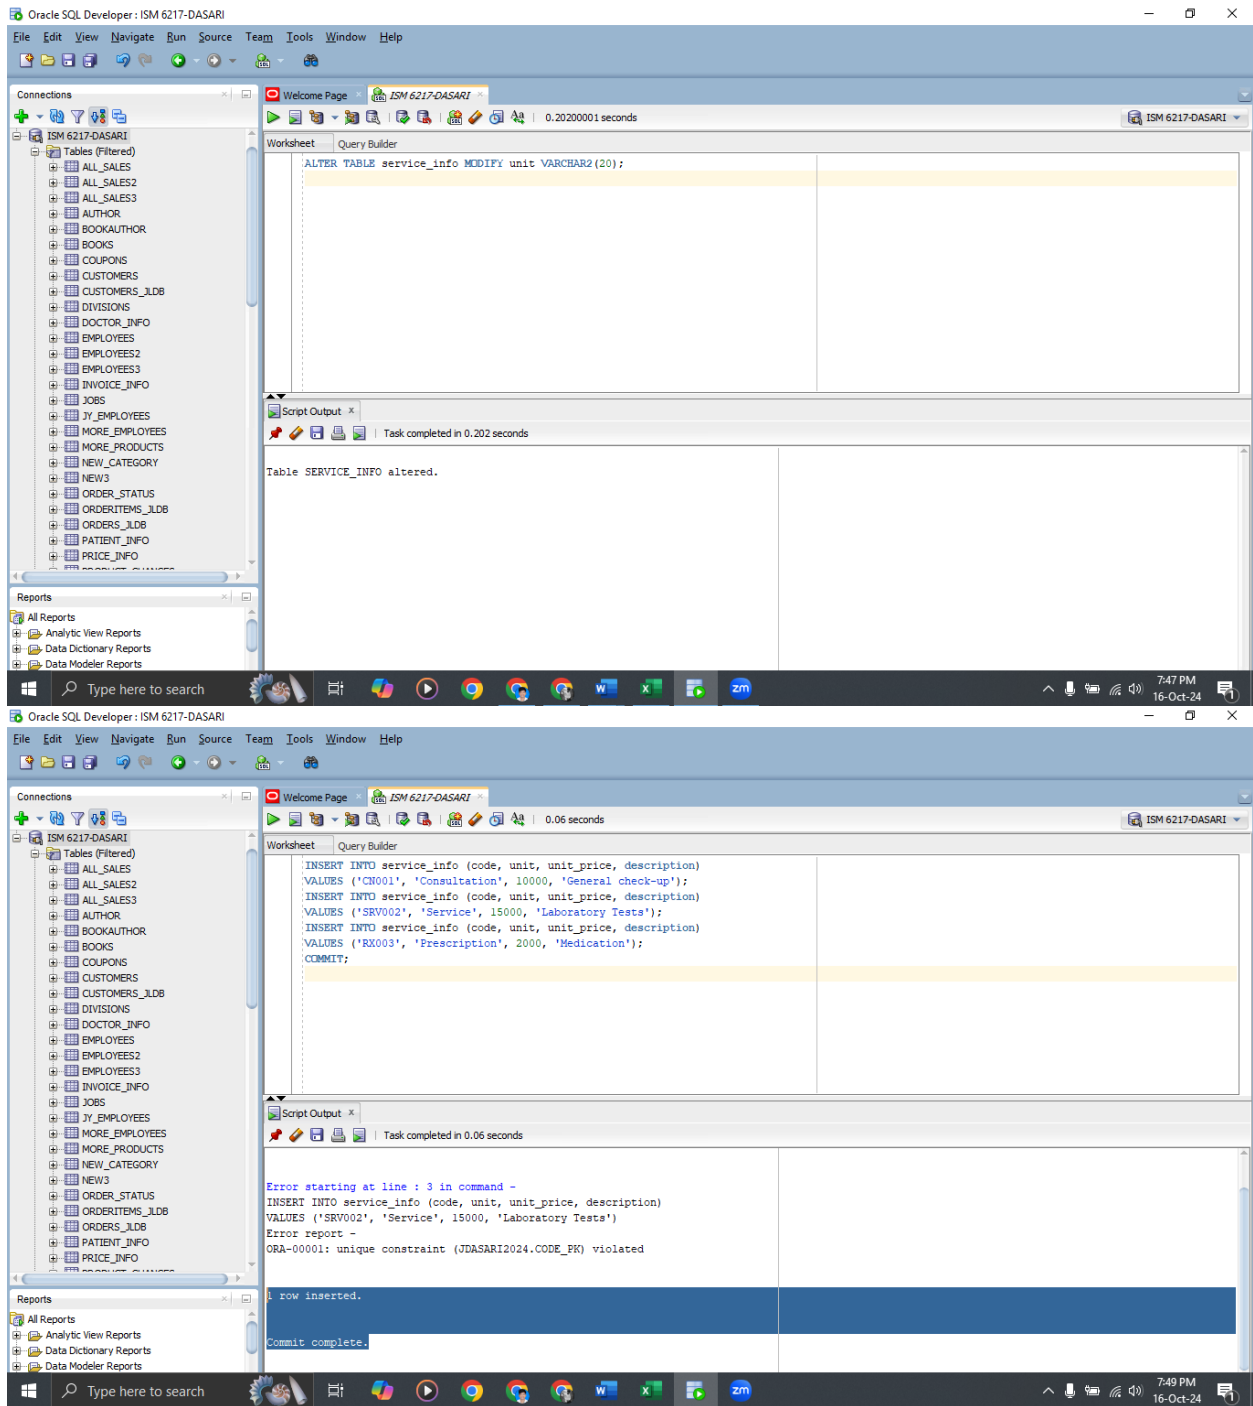 Oracle SQL Developer : ISM 6217-DASARI
File Edit View Navigate Run Source Team Tools Window Help
Connections
Welcome Page
ISM 6217-DASARI
0.20200001 seconds
ISM 6217-DASARI
Worksheet Query Builder
ISM 6217-DASARI
Tables (Filtered)
ALL_SALES
ALL_SALES2
ALL_SALES3
AUTHOR
BOOKAUTHOR
BOOKS
COUPONS
CUSTOMERS
CUSTOMERS_JLDB
DIVISIONS
DOCTOR_INFO
EMPLOYEES
EMPLOYEES2
EMPLOYEES3
INVOICE_INFO
JOBS
JY_EMPLOYEES
MORE_EMPLOYEES
MORE_PRODUCTS
NEW_CATEGORY
NEW3
ORDER_STATUS
ORDERITEMS_JLDB
ORDERS_JLDB
PATIENT_INFO
PRICE_INFO
ALTER TABLE service_info MODIFY unit VARCHAR2(20);
Script Output
Task completed in 0.202 seconds
Table SERVICE_INFO altered.
Reports
All Reports
Analytic View Reports
Data Dictionary Reports
Data Modeler Reports
Type here to search
7:47 PM
16-Oct-24
Oracle SQL Developer : ISM 6217-DASARI
File Edit View Navigate Run Source Team Tools Window Help
Connections
Welcome Page
ISM 6217-DASARI
0.06 seconds
ISM 6217-DASARI
Worksheet Query Builder
ISM 6217-DASARI
Tables (Filtered)
ALL_SALES
ALL_SALES2
ALL_SALES3
AUTHOR
BOOKAUTHOR
BOOKS
COUPONS
CUSTOMERS
CUSTOMERS_JLDB
DIVISIONS
DOCTOR_INFO
EMPLOYEES
EMPLOYEES2
EMPLOYEES3
INVOICE_INFO
JOBS
JY_EMPLOYEES
MORE_EMPLOYEES
MORE_PRODUCTS
NEW_CATEGORY
NEW3
ORDER_STATUS
ORDERITEMS_JLDB
ORDERS_JLDB
PATIENT_INFO
PRICE_INFO
INSERT INTO service_info (code, unit, unit_price, description)
VALUES ('CN001', 'Consultation', 10000, 'General check-up');
INSERT INTO service_info (code, unit, unit_price, description)
VALUES ('SRV002', 'Service', 15000, 'Laboratory Tests');
INSERT INTO service_info (code, unit, unit_price, description)
VALUES ('RX003', 'Prescription', 2000, 'Medication');
COMMIT;
Script Output
Task completed in 0.06 seconds
Error starting at line : 3 in command -
INSERT INTO service_info (code, unit, unit_price, description)
VALUES ('SRV002', 'Service', 15000, 'Laboratory Tests')
Error report -
ORA-00001: unique constraint (JDASARI2024.CODE_PK) violated
1 row inserted.
Commit complete.
Reports
All Reports
Analytic View Reports
Data Dictionary Reports
Data Modeler Reports
Type here to search
7:49 PM
16-Oct-24